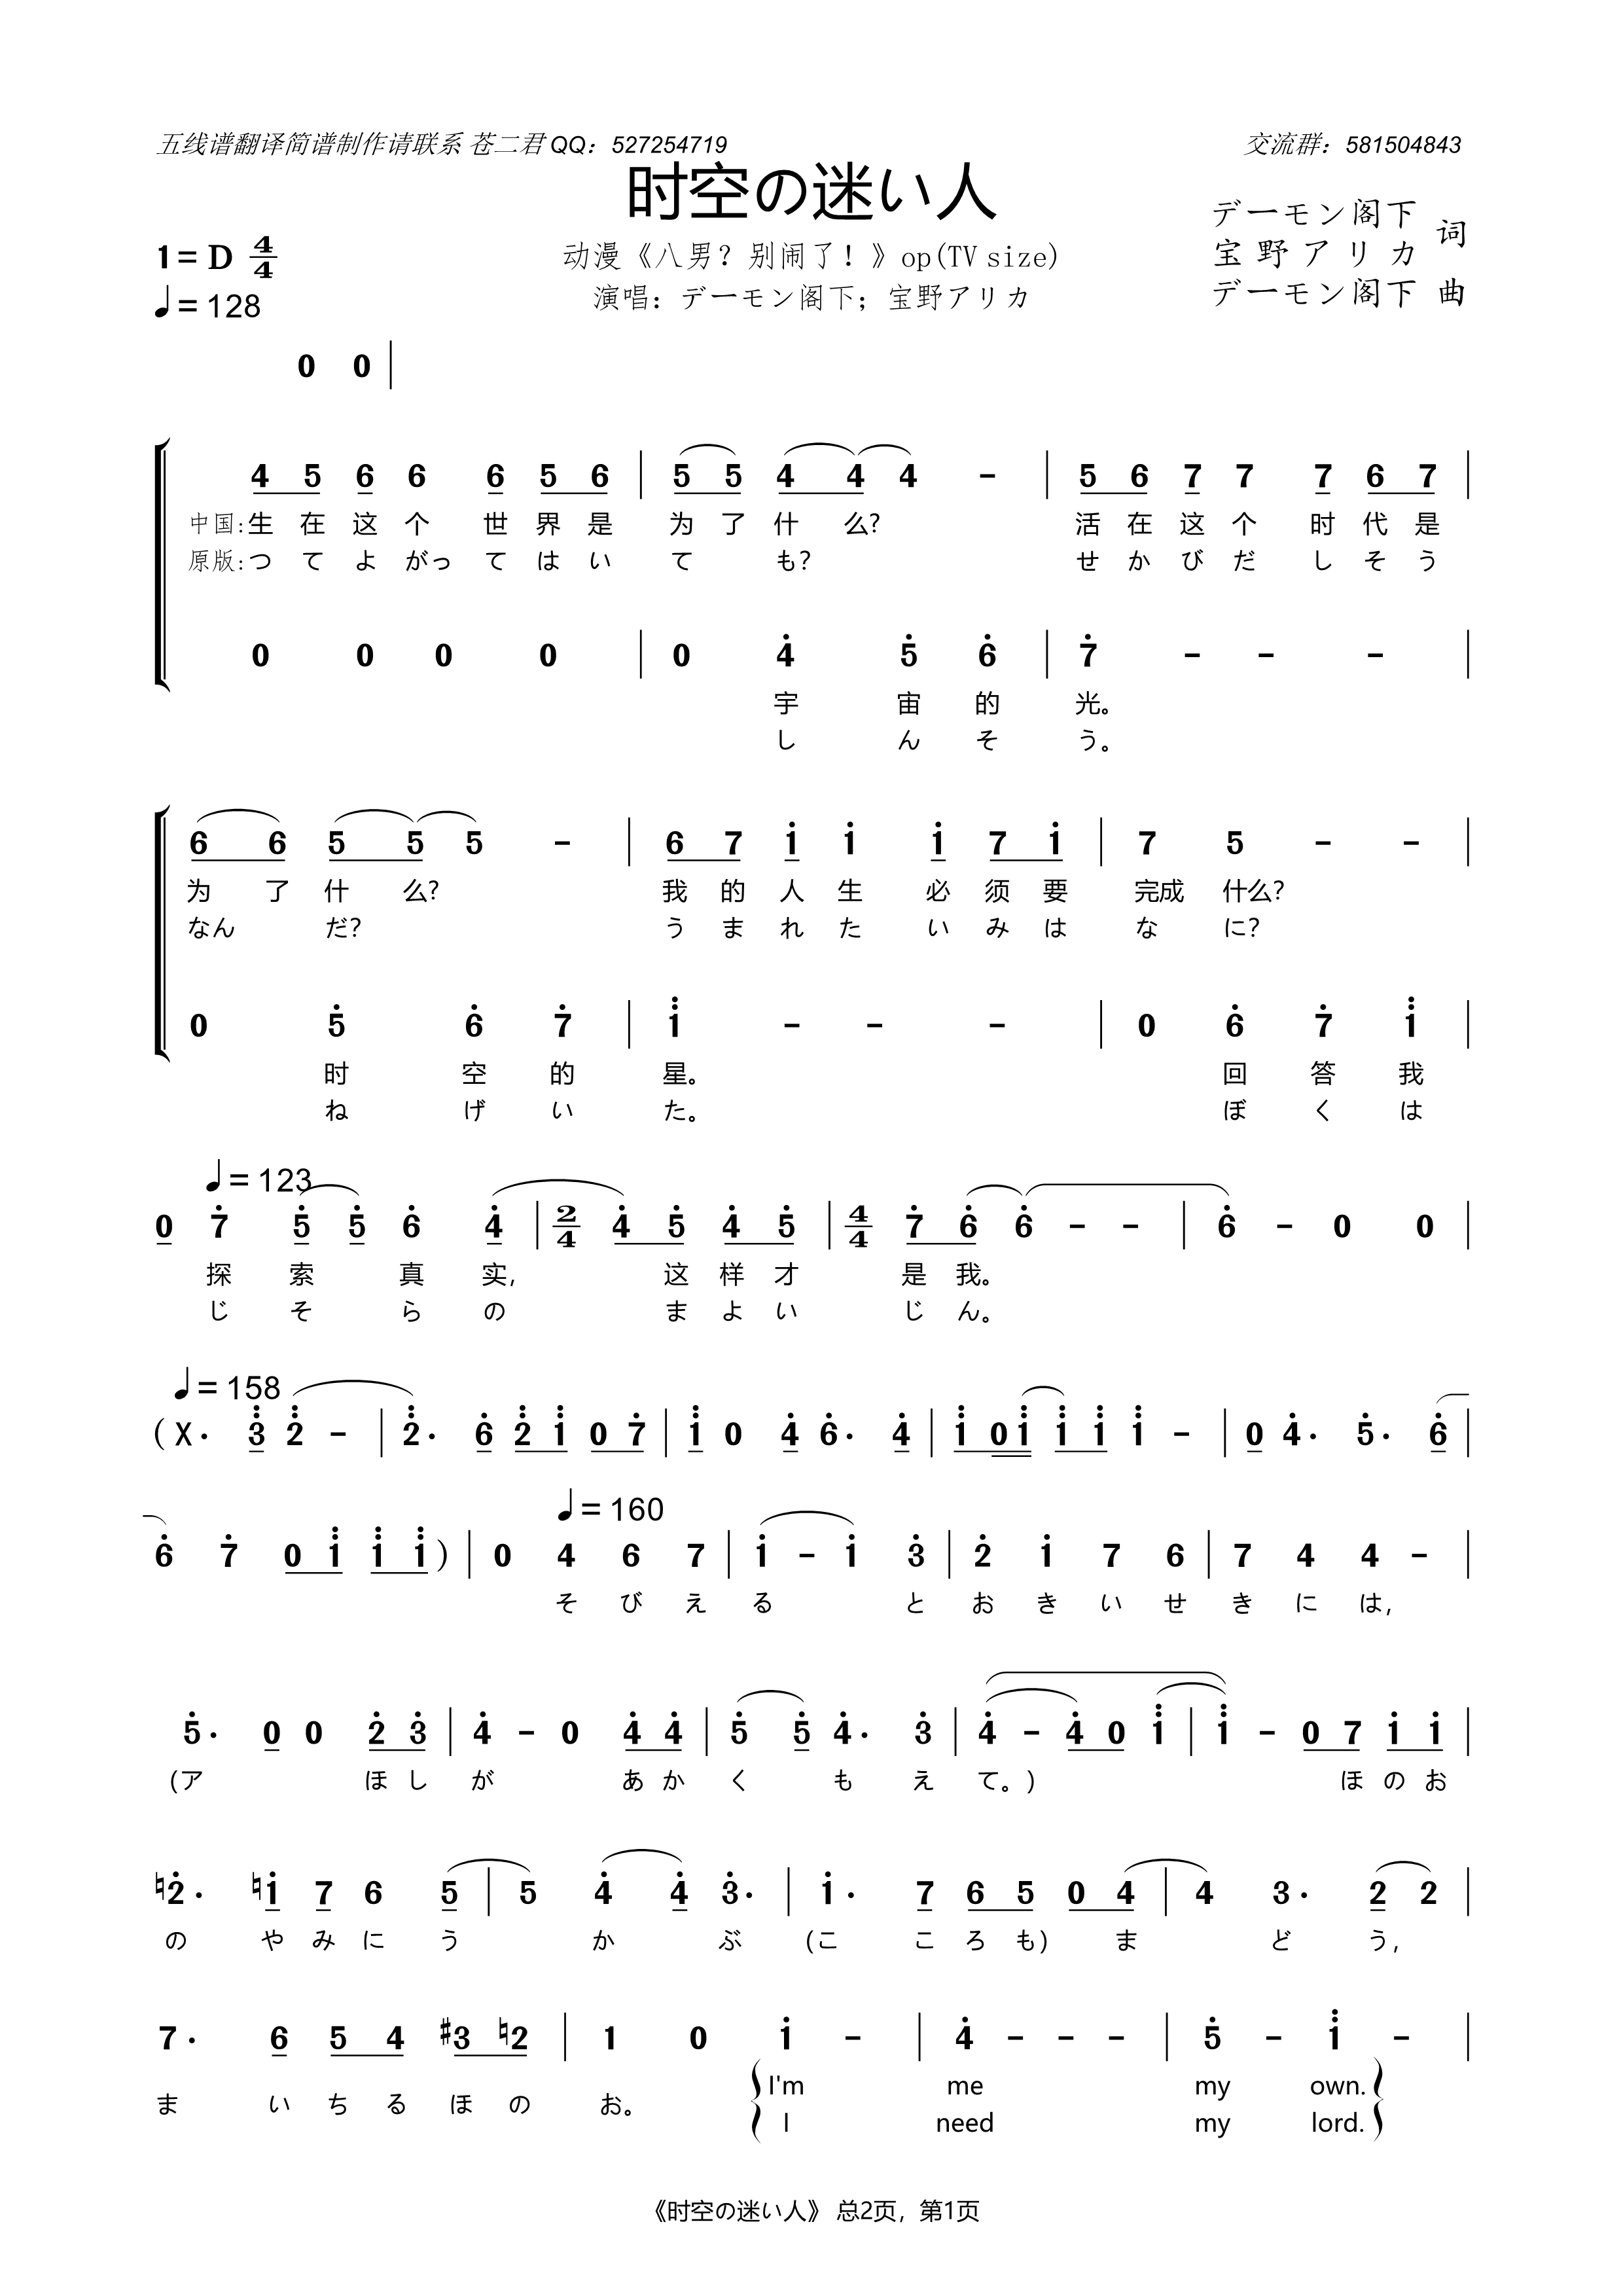 五线谱翻译简谱制作请联系 苍二君 QQ：527254719 交流群：581504843
时空の迷い人
デーモン阁下
宝野アリカ 词
デーモン阁下 曲
1= D 4/4
动漫《八男？别闹了！》op(TV size)
♩= 128
演唱：デーモン阁下；宝野アリカ
0 0 |
4 5 6 6 6 5 6 | 5 5 4 4 4 - | 5 6 7 7 7 6 7 |
中国:生 在 这 个 世 界 是 为 了 什 么? 活 在 这 个 时 代 是
原版:つ て よ がっ て は い て も? せ か び だ し そ う
0 0 0 0 | 0 4̇ 5̇ 6̇ | 7̇ - - - |
宇 宙 的 光。
し ん そ う。
6 6 5 5 5 - | 6 7 1̇ 1̇ 1̇ 7 1̇ | 7 5 - - |
为 了 什 么? 我 的 人 生 必 须 要 完成 什么?
なん だ? う ま れ た い み は な に?
0 5̇ 6̇ 7̇ | 1̈ - - - | 0 6̇ 7̇ 1̈ |
时 空 的 星。 回 答 我
ね げ い た。 ぼ く は
♩= 123
0 7̇ 5̇ 5̇ 6̇ 4̇ | 2/4 4̇ 5̇ 4̇ 5̇ | 4/4 7̇ 6̇ 6̇ - - | 6̇ - 0 0 |
探 索 真 实, 这 样 才 是 我。
じ そ ら の ま よ い じ ん。
♩= 158
(X· 3̈ 2̈ - | 2̈· 6̇ 2̈ 1̈ 0 7̇ | 1̈ 0 4̇ 6̇· 4̇ | 1̈ 0 1̈ 1̈ 1̈ 1̈ - | 0 4̇· 5̇· 6̇ |
♩= 160
6̇ 7̇ 0 1̈ 1̈ 1̈ ) | 0 4 6 7 | 1̇ - 1̇ 3̇ | 2̇ 1̇ 7 6 | 7 4 4 - |
そ び え る と お き い せ き に は,
5̇· 0 0 2̇ 3̇ | 4̇ - 0 4̇ 4̇ | 5̇ 5̇ 4̇· 3̇ | 4̇ - 4̇ 0 1̈ | 1̈ - 0 7 1̇ 1̇ |
(ア ほ し が あ か く も え て。) ほ の お
♮2̇· ♮1̇ 7 6 5 | 5 4̇ 4̇ 3̇· | 1̇· 7 6 5 0 4 | 4 3· 2 2 |
の や み に う か ぶ (こ こ ろ も) ま ど う,
7· 6 5 4 ♯3 ♮2 | 1 0 1̇ - | 4̇ - - - | 5̇ - 1̈ - |
I'm me my own.
ま い ち る ほ の お。
I need my lord.
《时空の迷い人》 总2页，第1页